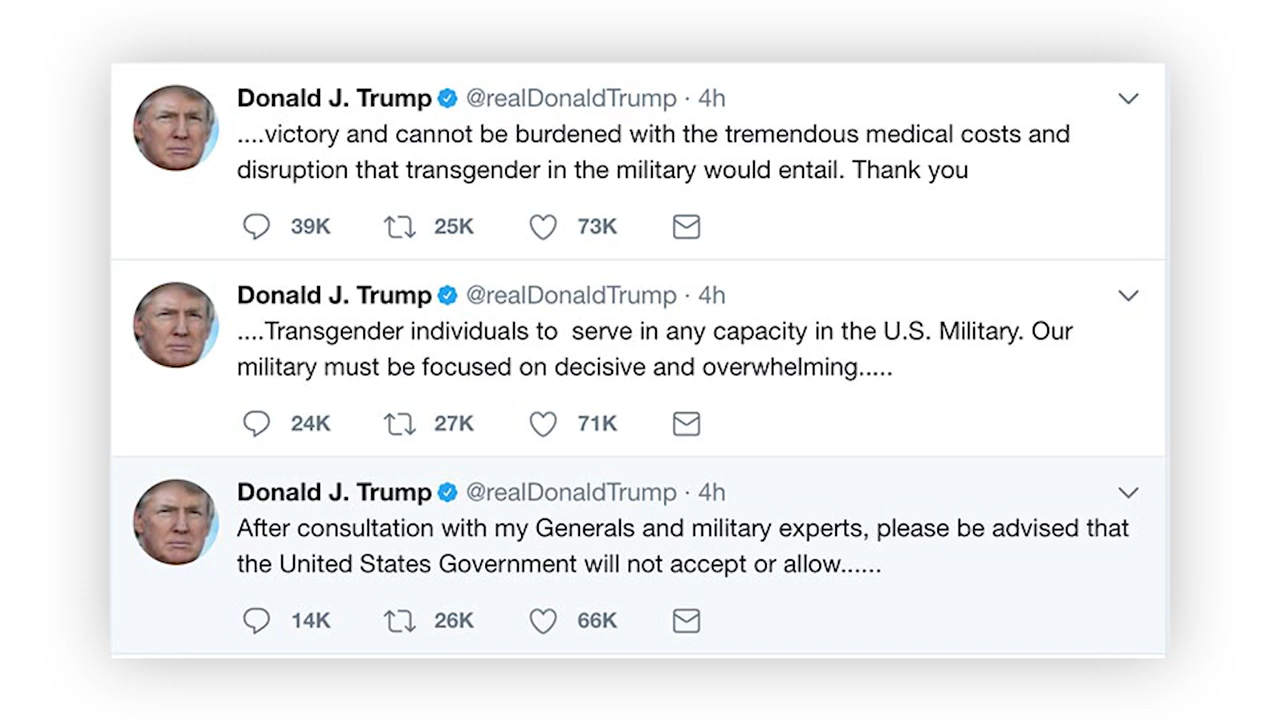 Donald J. Trump @realDonaldTrump · 4h
....victory and cannot be burdened with the tremendous medical costs and
disruption that transgender in the military would entail. Thank you
39K 25K 73K
Donald J. Trump @realDonaldTrump · 4h
....Transgender individuals to  serve in any capacity in the U.S. Military. Our
military must be focused on decisive and overwhelming.....
24K 27K 71K
Donald J. Trump @realDonaldTrump · 4h
After consultation with my Generals and military experts, please be advised that
the United States Government will not accept or allow......
14K 26K 66K